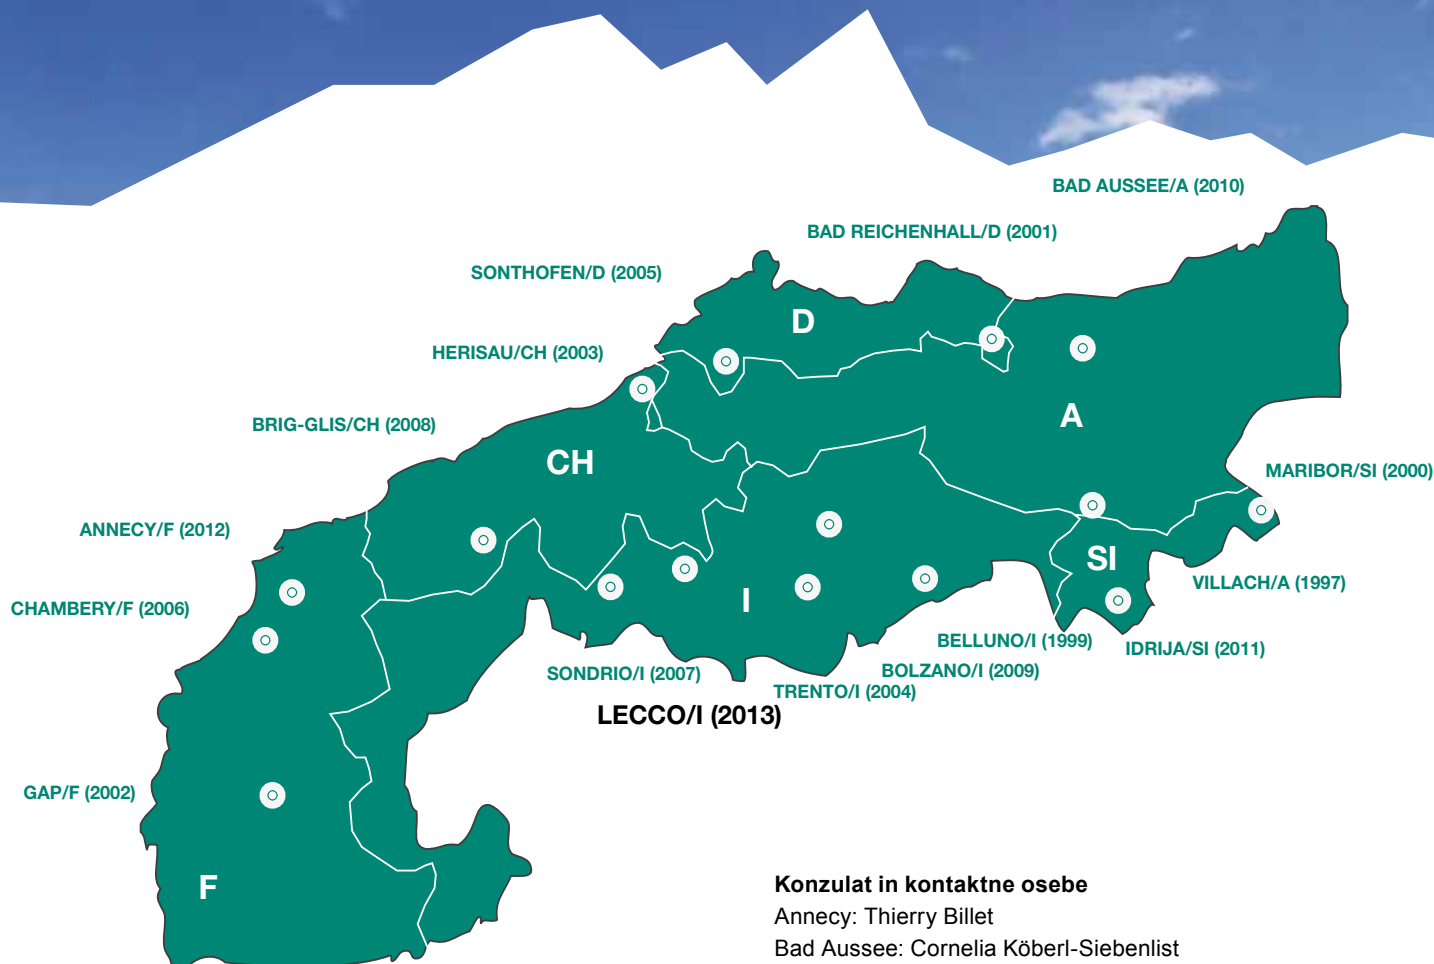 BAD AUSSEE/A (2010)
BAD REICHENHALL/D (2001)
SONTHOFEN/D (2005)
D
HERISAU/CH (2003)
A
BRIG-GLIS/CH (2008)
CH
MARIBOR/SI (2000)
ANNECY/F (2012)
SI
VILLACH/A (1997)
CHAMBERY/F (2006)
I
BELLUNO/I (1999)
IDRIJA/SI (2011)
SONDRIO/I (2007)
BOLZANO/I (2009)
TRENTO/I (2004)
LECCO/I (2013)
GAP/F (2002)
F
Konzulat in kontaktne osebe
Annecy: Thierry Billet
Bad Aussee: Cornelia Köberl-Siebenlist